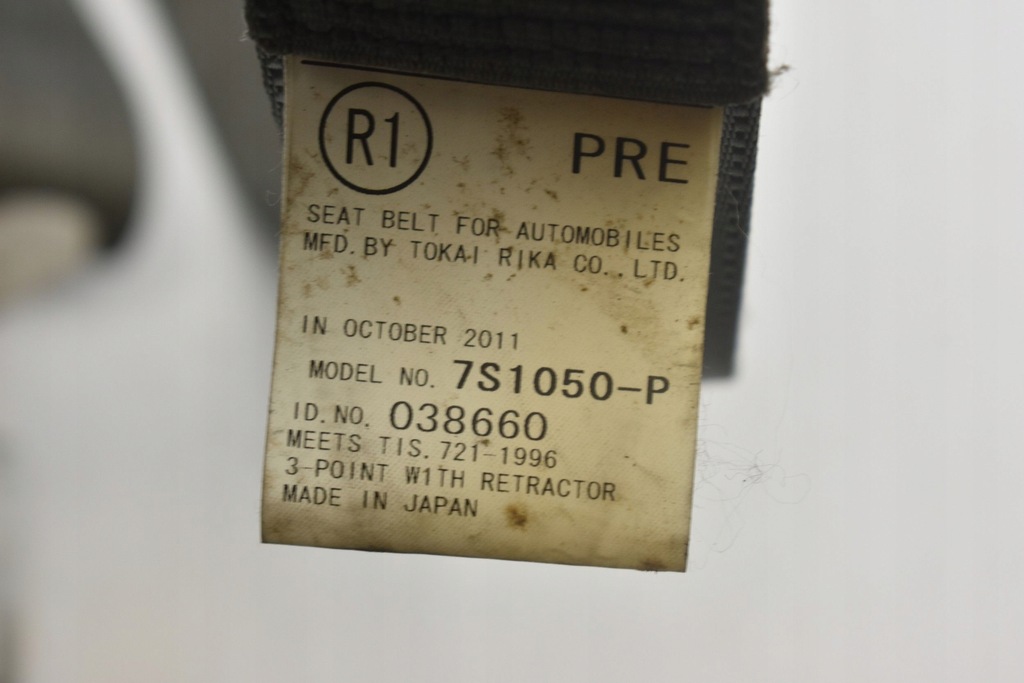 R1 PRE
SEAT BELT FOR AUTOMOBILES
MFD. BY TOKAI RIKA CO., LTD.
IN OCTOBER 2011
MODEL NO. 7S1050-P
ID. NO. 038660
MEETS TIS. 721-1996
3-POINT W1TH RETRACTOR
MADE IN JAPAN